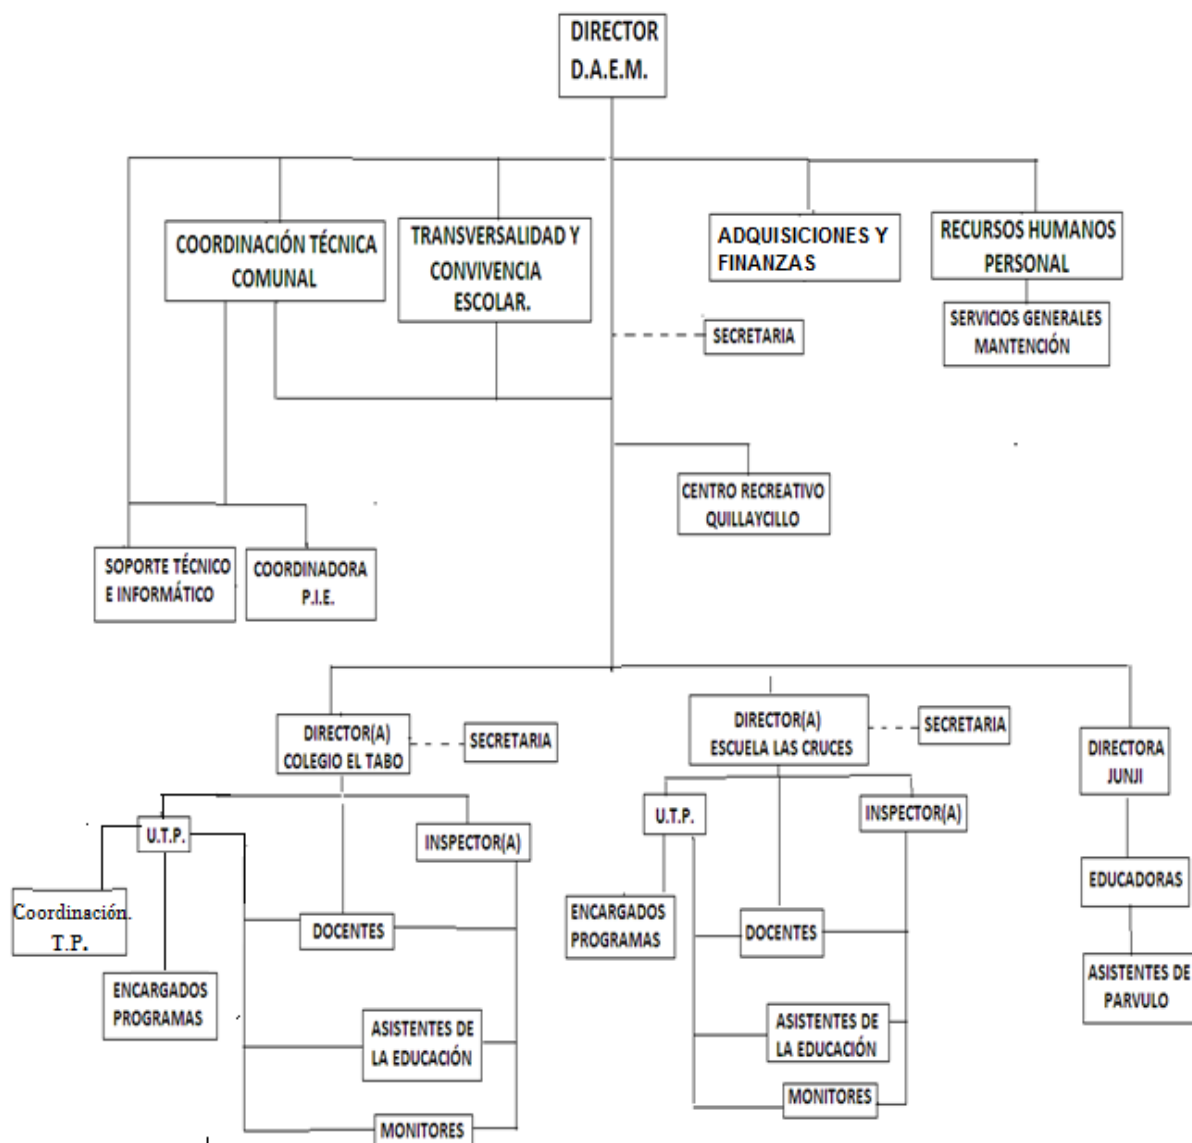 DIRECTOR
D.A.E.M.
COORDINACIÓN TÉCNICA
COMUNAL
TRANSVERSALIDAD Y
CONVIVENCIA
ESCOLAR.
ADQUISICIONES Y
FINANZAS
RECURSOS HUMANOS
PERSONAL
SERVICIOS GENERALES
MANTENCIÓN
SECRETARIA
CENTRO RECREATIVO
QUILLAYCILLO
SOPORTE TÉCNICO
E INFORMÁTICO
COORDINADORA
P.I.E.
DIRECTOR(A)
COLEGIO EL TABO
SECRETARIA
DIRECTOR(A)
ESCUELA LAS CRUCES
SECRETARIA
DIRECTORA
JUNJI
U.T.P.
INSPECTOR(A)
Coordinación.
T.P.
ENCARGADOS
PROGRAMAS
DOCENTES
ASISTENTES DE
LA EDUCACIÓN
MONITORES
U.T.P.
INSPECTOR(A)
ENCARGADOS
PROGRAMAS
DOCENTES
ASISTENTES DE
LA EDUCACIÓN
MONITORES
EDUCADORAS
ASISTENTES DE
PARVULO